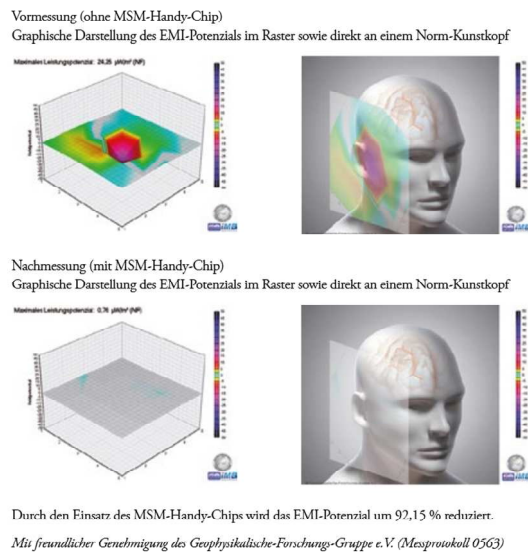 Vormessung (ohne MSM-Handy-Chip)
Graphische Darstellung des EMI-Potenzials im Raster sowie direkt an einem Norm-Kunstkopf
Maximales Leistungspotenzial: 24,25 µW/m² (NF)
Nachmessung (mit MSM-Handy-Chip)
Graphische Darstellung des EMI-Potenzials im Raster sowie direkt an einem Norm-Kunstkopf
Maximales Leistungspotenzial: 0,76 µW/m² (NF)
Durch den Einsatz des MSM-Handy-Chips wird das EMI-Potenzial um 92,15 % reduziert.
Mit freundlicher Genehmigung des Geophysikalische-Forschungs-Gruppe e.V. (Messprotokoll 0563)